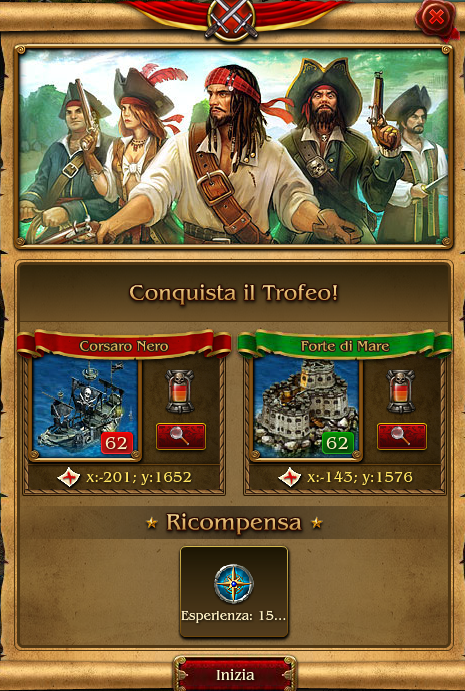 Conquista il Trofeo!
Corsaro Nero
Forte di Mare
62
62
x:-201; y:1652
x:-143; y:1576
Ricompensa
Esperienza: 15...
Inizia